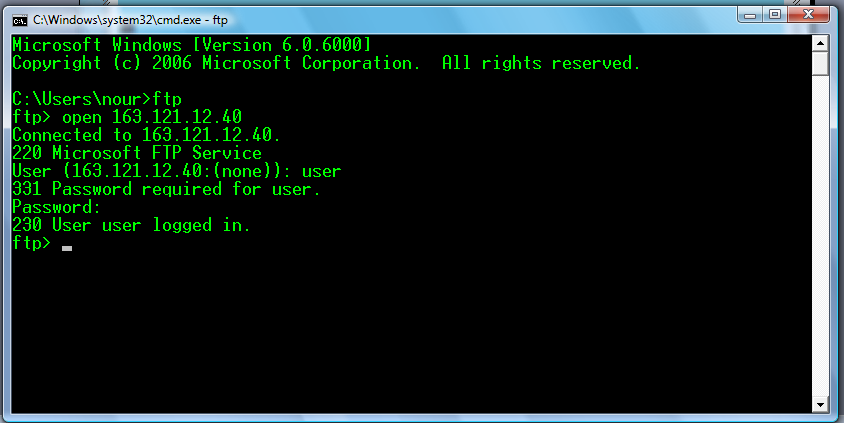 C:\Windows\system32\cmd.exe - ftp
Microsoft Windows [Version 6.0.6000]
Copyright (c) 2006 Microsoft Corporation.  All rights reserved.
C:\Users\nour>ftp
ftp> open 163.121.12.40
Connected to 163.121.12.40.
220 Microsoft FTP Service
User (163.121.12.40:(none)): user
331 Password required for user.
Password:
230 User user logged in.
ftp>